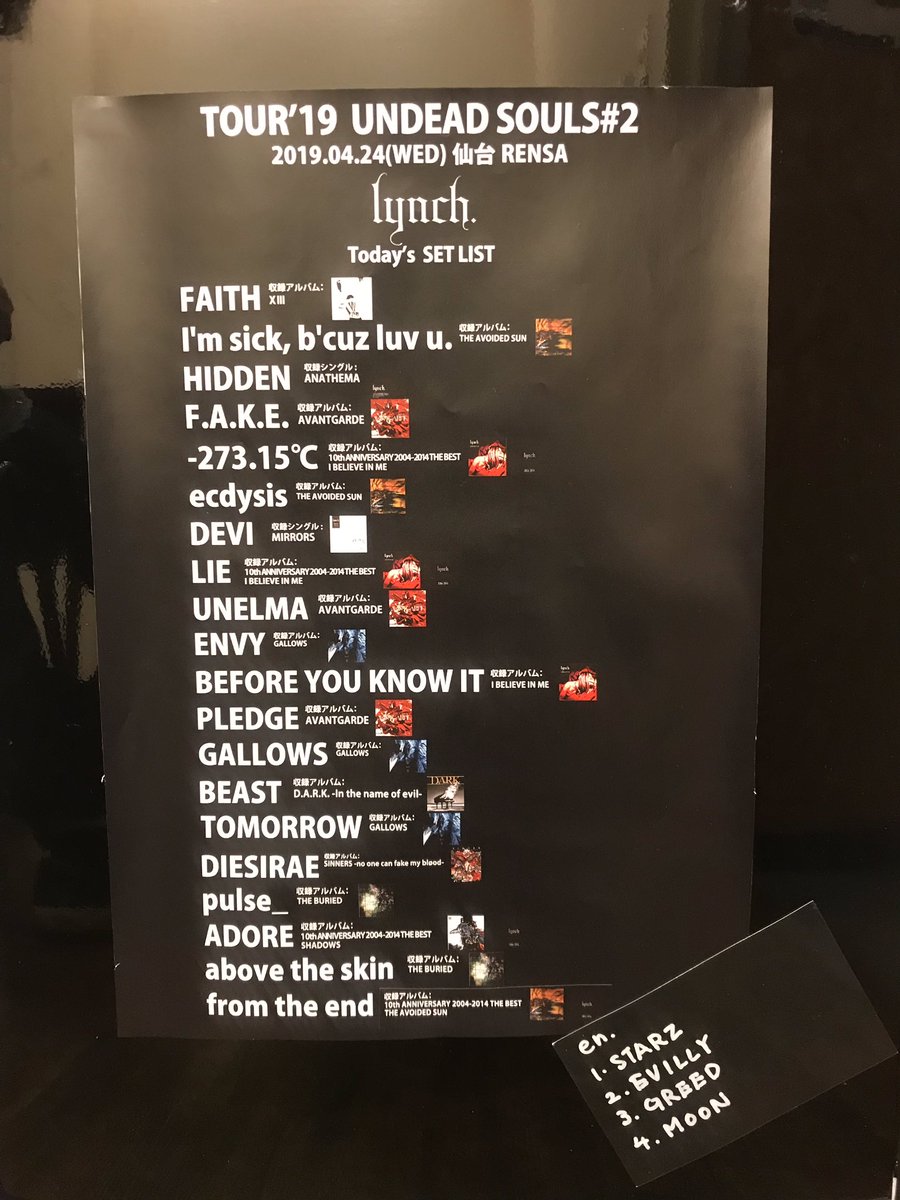 TOUR'19 UNDEAD SOULS#2
2019.04.24(WED) 仙台 RENSA
lynch.
Today's SET LIST
FAITH 収録アルバム:
XIII
I'm sick, b'cuz luv u. 収録アルバム:
THE AVOIDED SUN
HIDDEN 収録シングル:
ANATHEMA
lynch.
F.A.K.E. 収録アルバム:
AVANTGARDE
-273.15℃ 収録アルバム:
10th ANNIVERSARY 2004-2014 THE BEST
I BELIEVE IN ME
ecdysis 収録アルバム:
THE AVOIDED SUN
DEVI 収録シングル:
MIRRORS
LIE 収録アルバム:
10th ANNIVERSARY 2004-2014 THE BEST
I BELIEVE IN ME
lynch.
UNELMA 収録アルバム:
AVANTGARDE
ENVY 収録アルバム:
GALLOWS
BEFORE YOU KNOW IT 収録アルバム:
I BELIEVE IN ME
PLEDGE 収録アルバム:
AVANTGARDE
GALLOWS 収録アルバム:
GALLOWS
BEAST 収録アルバム:
D.A.R.K. -In the name of evil-
DARK
TOMORROW 収録アルバム:
GALLOWS
DIESIRAE 収録アルバム:
SINNERS -no one can fake my bløod-
pulse_ 収録アルバム:
THE BURIED
ADORE 収録アルバム:
10th ANNIVERSARY 2004-2014 THE BEST
SHADOWS
lynch.
above the skin 収録アルバム:
THE BURIED
from the end 収録アルバム:
10th ANNIVERSARY 2004-2014 THE BEST
THE AVOIDED SUN
lynch.
en.
1. STARZ
2. EVILLY
3. GREED
4. MOON